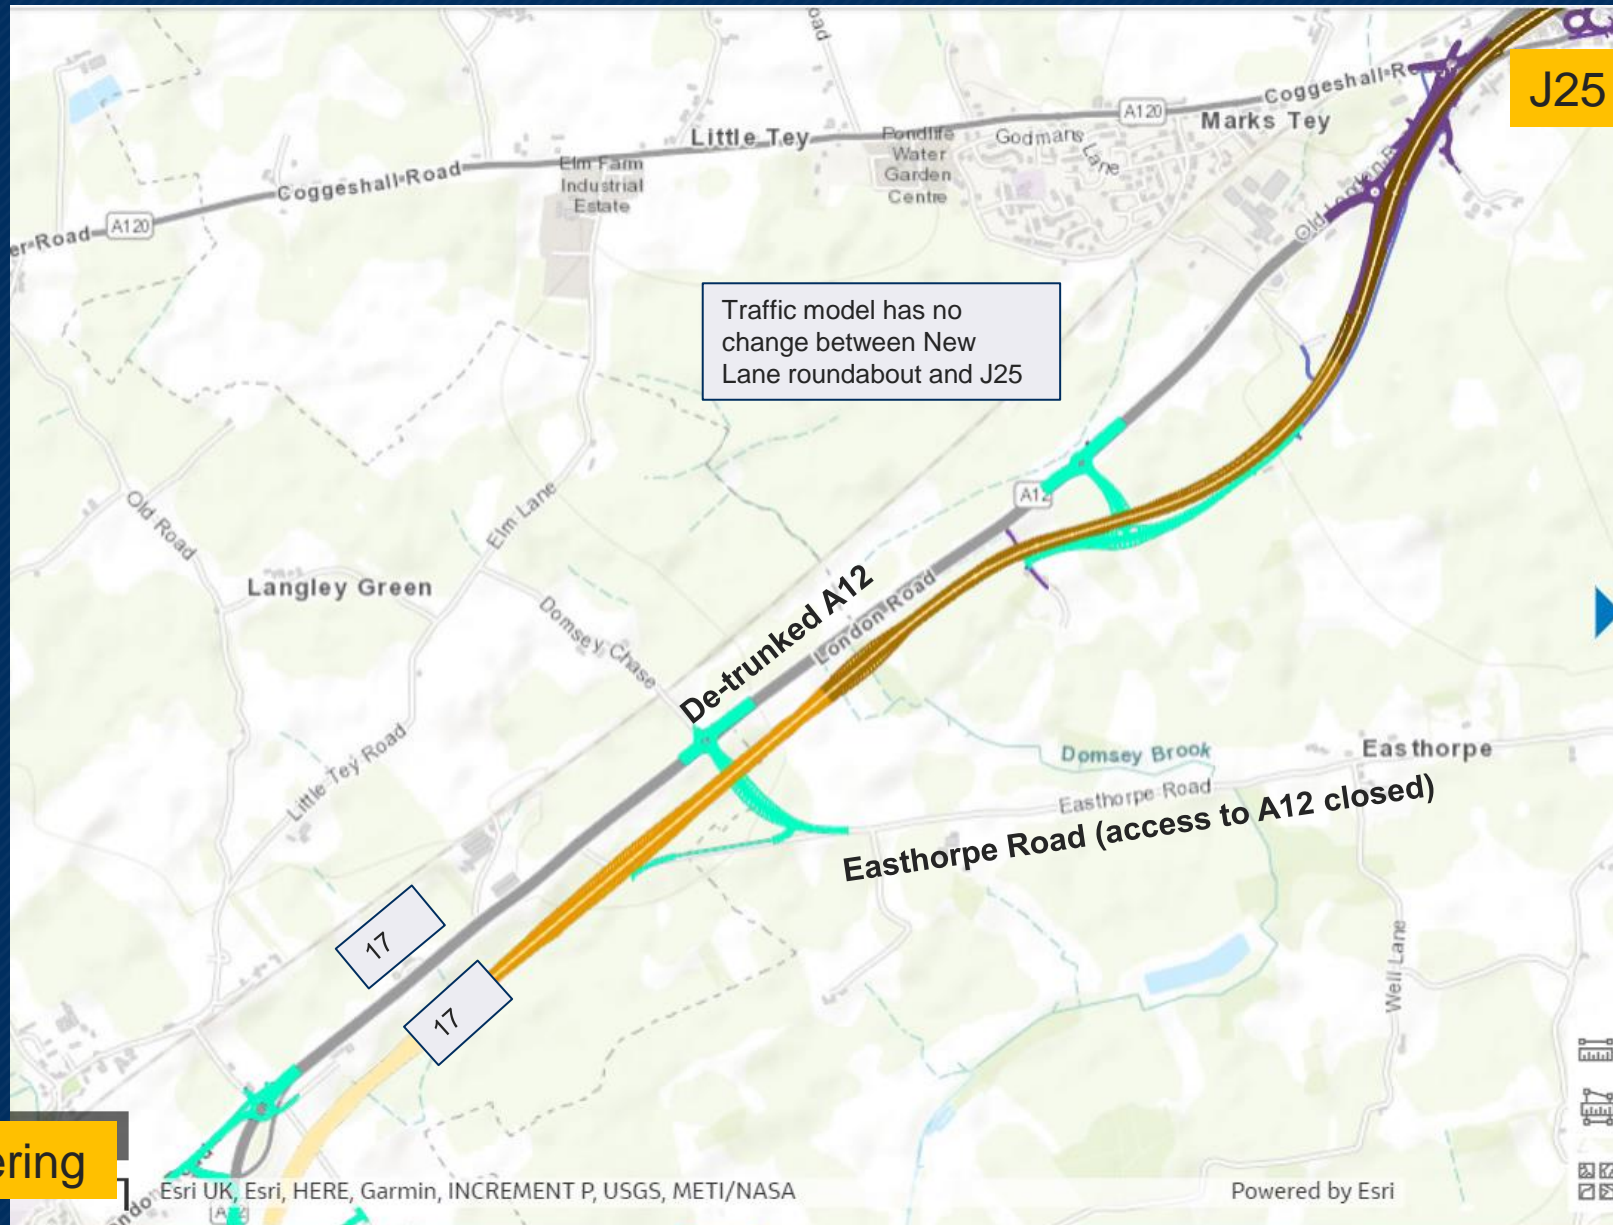 J25
Coggeshall Ro
A120
Marks Tey
Little Tey
Pondlife
Water
Garden
Centre
Godmans
Lane
Elm Farm
Industrial
Estate
Coggeshall Road
A120
er Road
oad
Old London
Traffic model has no
change between New
Lane roundabout and J25
A12
Old Road
Elm Lane
Langley Green
Domsey Chase
De-trunked A12
London Road
Little Tey Road
Domsey Brook
Easthorpe
Easthorpe Road
Easthorpe Road (access to A12 closed)
Well Lane
17
17
ering
ndon
Esri UK, Esri, HERE, Garmin, INCREMENT P, USGS, METI/NASA
Powered by Esri
A12